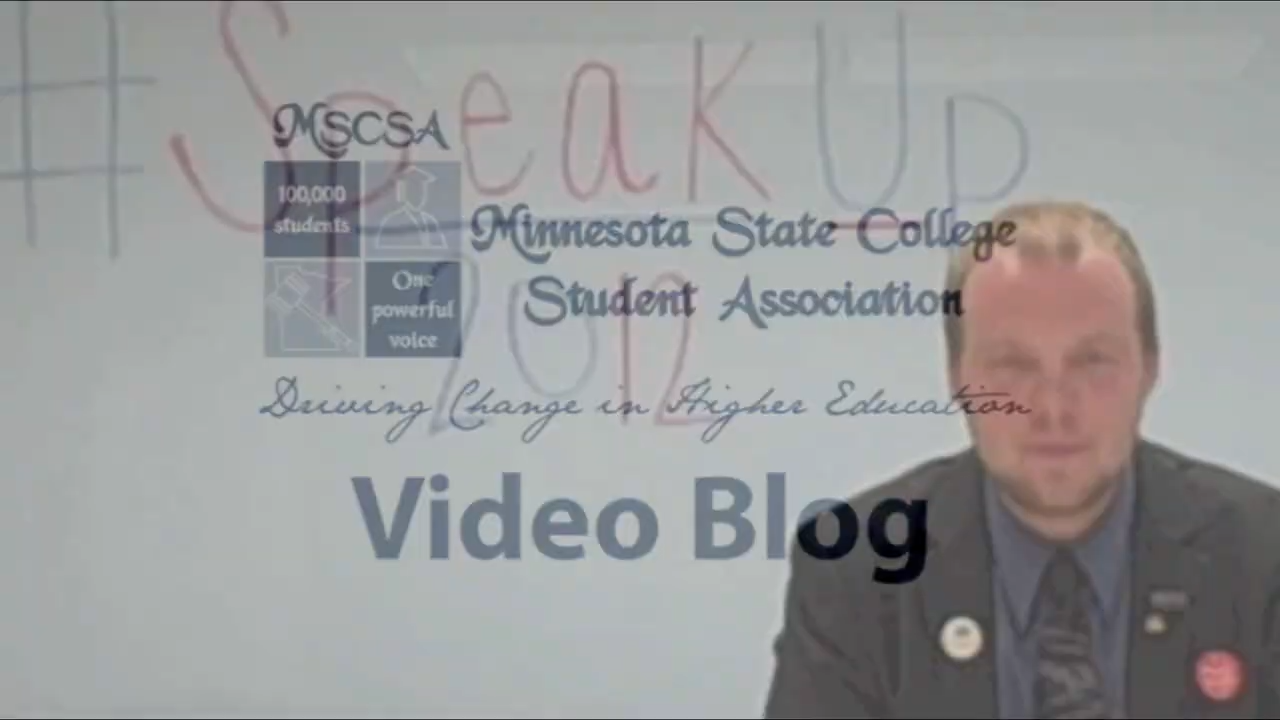 #SpeakUp
2012
MSCSA
100,000
students
One
powerful
voice
Minnesota State College
Student Association
Driving Change in Higher Education
Video Blog